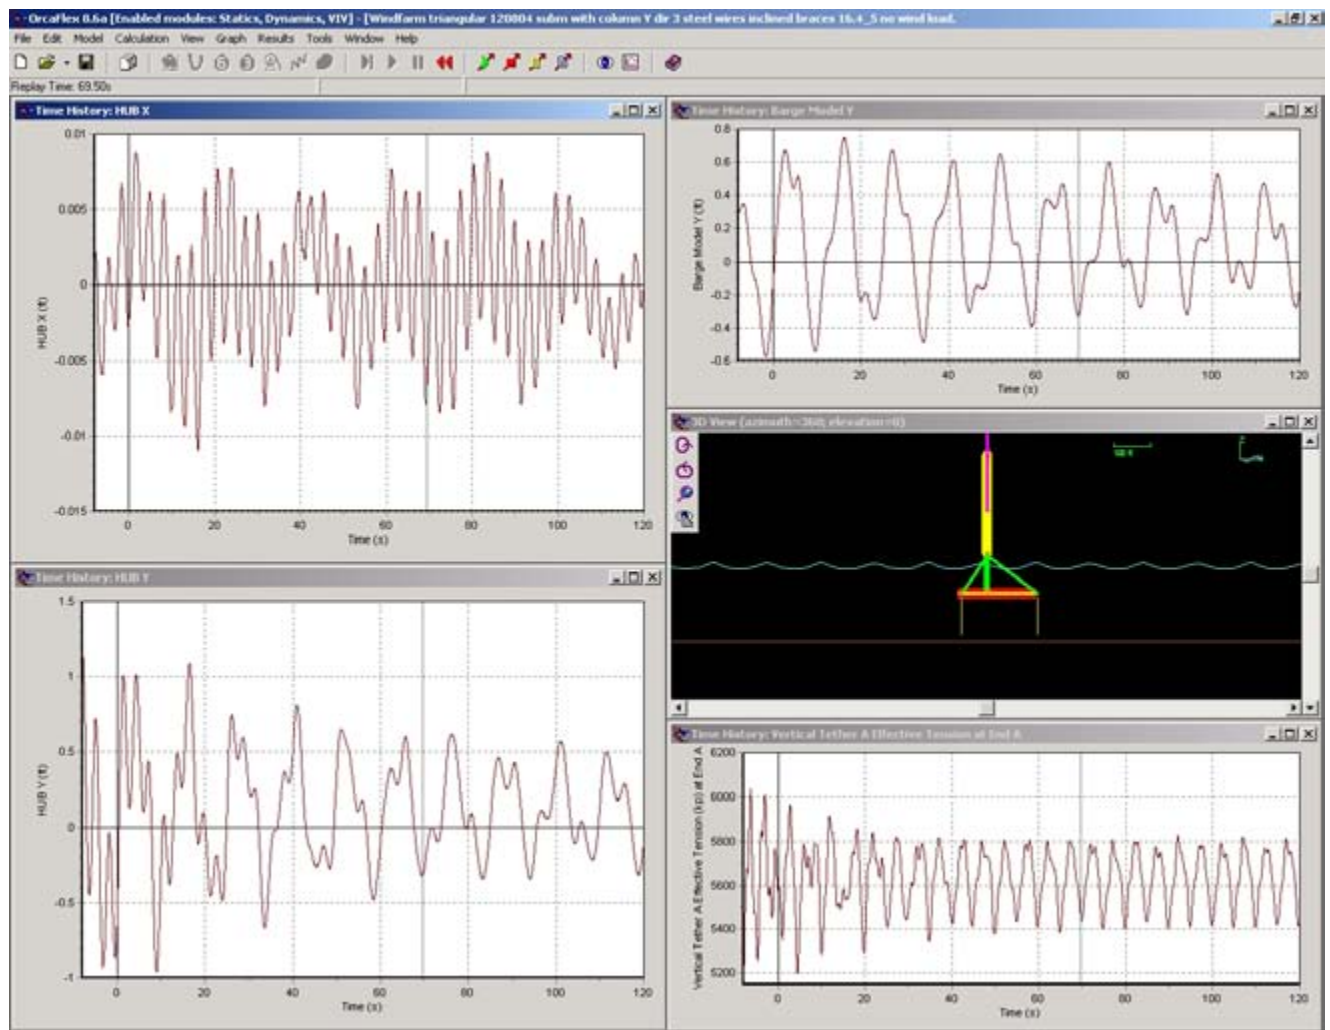 OrcaFlex 8.6a [Enabled modules: Statics, Dynamics, VIV] - [Windfarm triangular 120804 subm with column Y dir 3 steel wires inclined braces 16.4_5 no wind load.
File Edit Model Calculation View Graph Results Tools Window Help
Replay Time: 69.50s
Time History: HUB X
0.01
0.005
0
-0.005
-0.01
-0.015
HUB X (ft)
0 20 40 60 80 100 120
Time (s)
Time History: Barge Model Y
0.8
0.6
0.4
0.2
0
-0.2
-0.4
-0.6
Barge Model Y (ft)
0 20 40 60 80 100 120
Time (s)
3D View (azimuth=360; elevation=0)
Time History: HUB Y
1.5
1
0.5
0
-0.5
-1
HUB Y (ft)
0 20 40 60 80 100 120
Time (s)
Time History: Vertical Tether A Effective Tension at End A
6200
6000
5800
5600
5400
5200
Vertical Tether A Effective Tension (kp) at End A
0 20 40 60 80 100 120
Time (s)